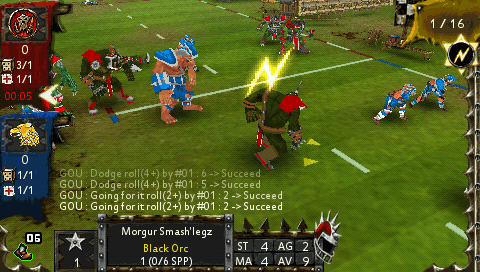 0
3/1
1/1
00:05
0
1/1
1/1
1 / 16
GOU : Dodge roll(4+) by #01 : 6 -> Succeed
GOU : Dodge roll(4+) by #01 : 5 -> Succeed
GOU : Going for it roll(2+) by #01 : 2 -> Succeed
GOU : Going for it roll(2+) by #01 : 2 -> Succeed
06
1
Morgur Smash'legz
Black Orc
1 (0/6 SPP)
ST 4 AG 2
MA 4 AV 9